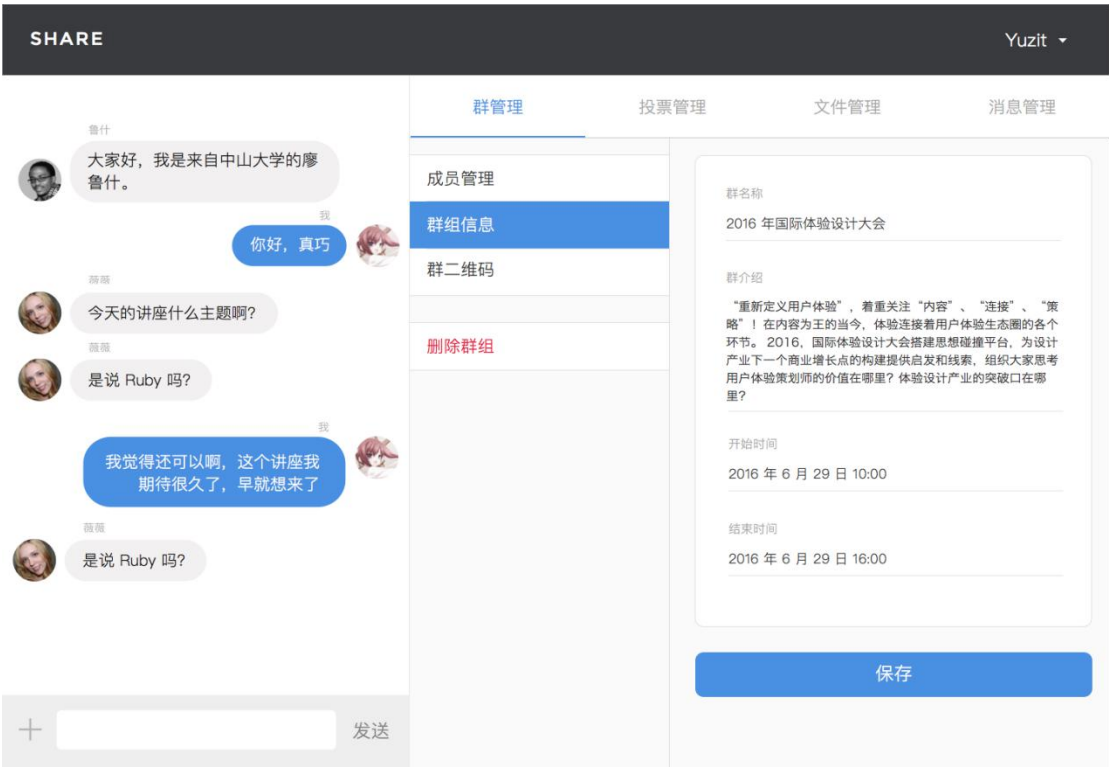 SHARE
Yuzit
群管理
投票管理
文件管理
消息管理
鲁什
大家好，我是来自中山大学的廖
鲁什。
我
你好，真巧
薇薇
今天的讲座什么主题啊?
薇薇
是说 Ruby 吗?
我
我觉得还可以啊，这个讲座我
期待很久了，早就想来了
薇薇
是说 Ruby 吗?
发送
成员管理
群组信息
群二维码
删除群组
群名称
2016 年国际体验设计大会
群介绍
“重新定义用户体验”，着重关注“内容”、“连接”、“策
略”！在内容为王的当今，体验连接着用户体验生态圈的各个
环节。 2016，国际体验设计大会搭建思想碰撞平台，为设计
产业下一个商业增长点的构建提供启发和线索，组织大家思考
用户体验策划师的价值在哪里？体验设计产业的突破口在哪
里？
开始时间
2016 年 6 月 29 日 10:00
结束时间
2016 年 6 月 29 日 16:00
保存